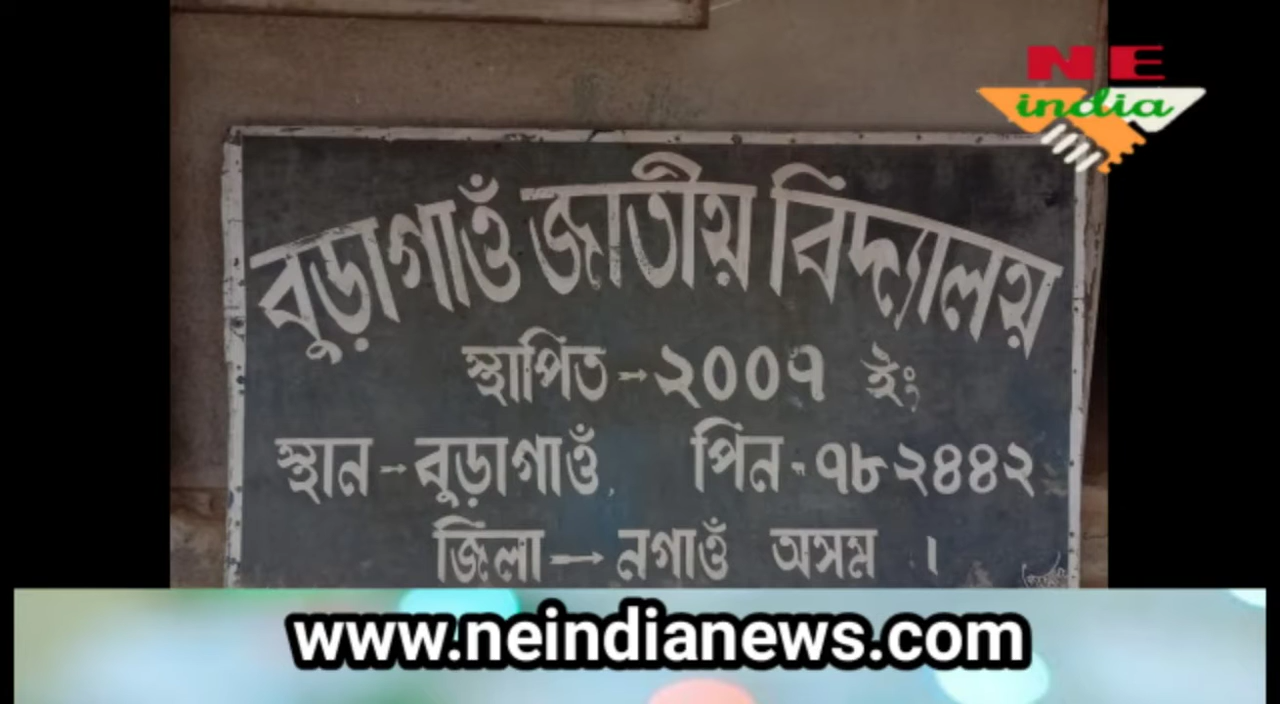 NE
india
বুড়াগাওঁ জাতীয় বিদ্যালয়
স্থাপিত - ২০০৭ ইং
স্থান - বুড়াগাওঁ পিন - ৭৮২৪৪২
জিলা → নগাওঁ অসম ।
www.neindianews.com